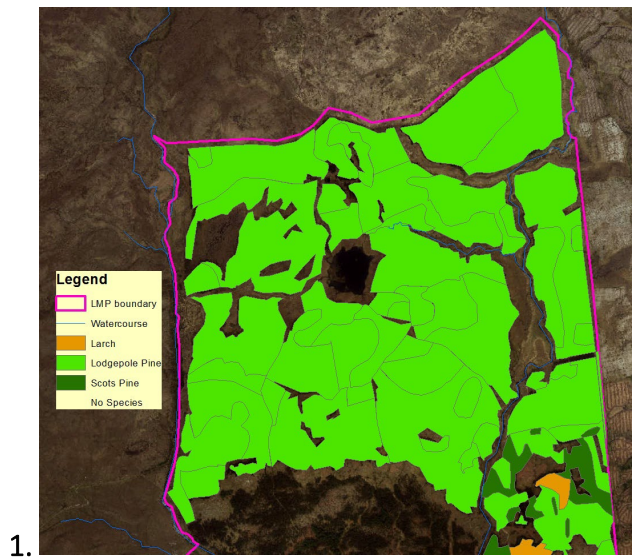 Legend
LMP boundary
Watercourse
Larch
Lodgepole Pine
Scots Pine
No Species
1.